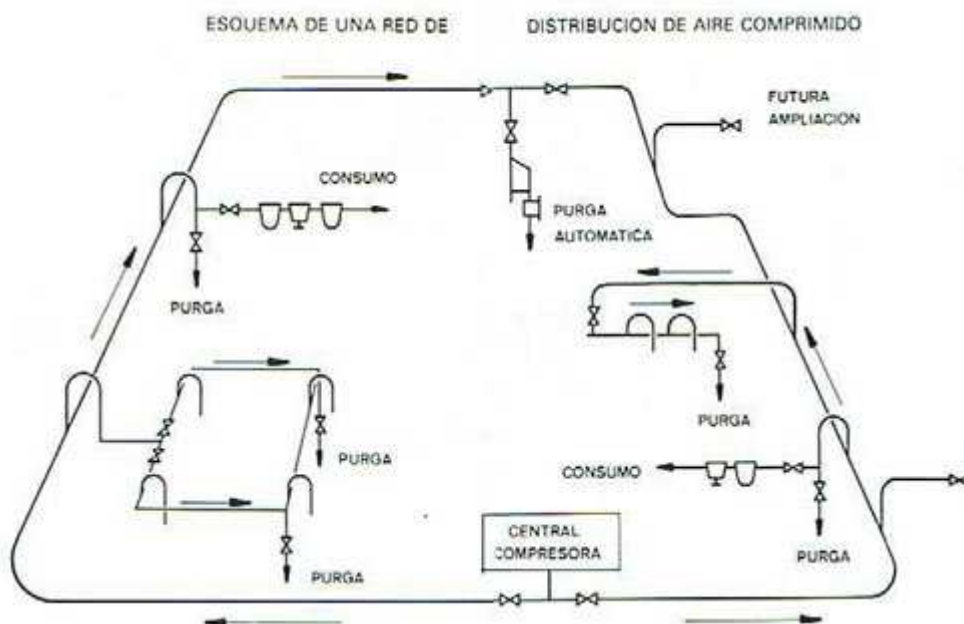 ESQUEMA DE UNA RED DE DISTRIBUCION DE AIRE COMPRIMIDO
FUTURA
AMPLIACION
CONSUMO
PURGA
AUTOMATICA
PURGA
PURGA
PURGA
CONSUMO
CENTRAL
COMPRESORA
PURGA
PURGA